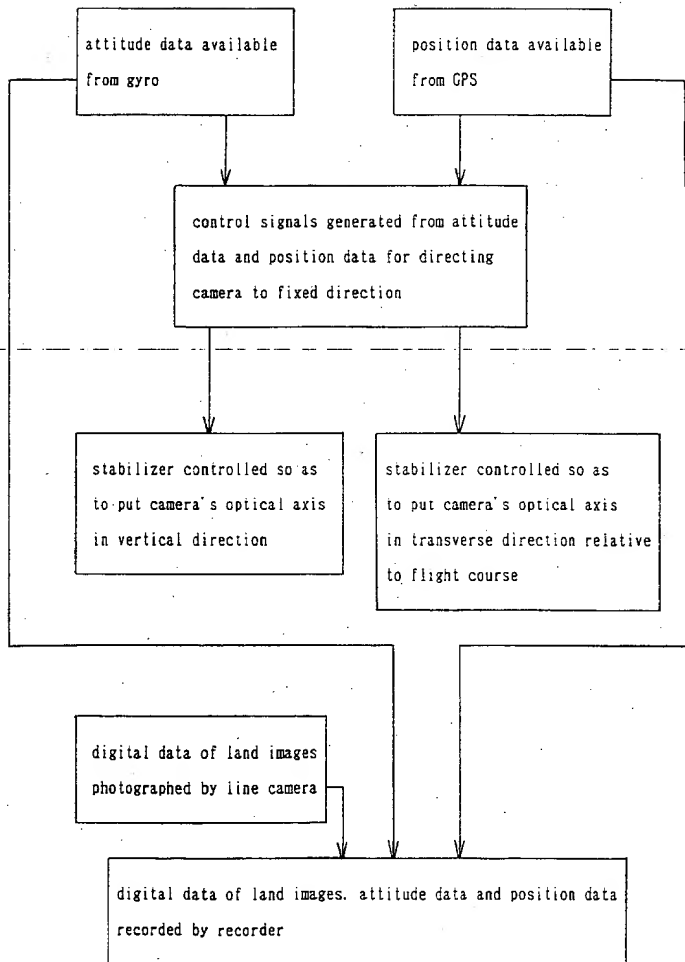 attitude data available
from gyro
position data available
from GPS
control signals generated from attitude
data and position data for directing
camera to fixed direction
stabilizer controlled so as
to put camera's optical axis
in vertical direction
stabilizer controlled so as
to put camera's optical axis
in transverse direction relative
to flight course
digital data of land images
photographed by line camera
digital data of land images. attitude data and position data
recorded by recorder